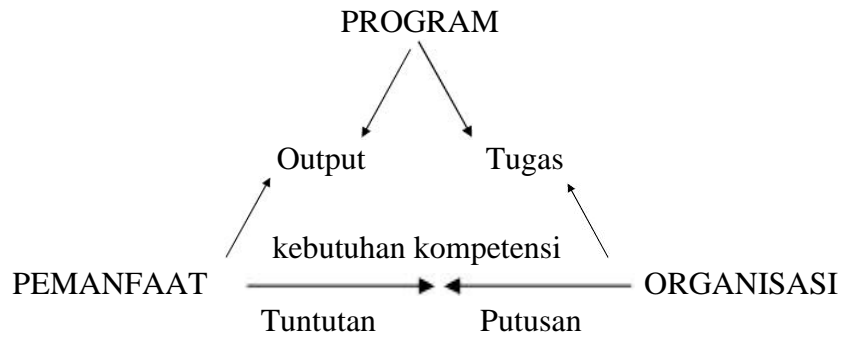 PROGRAM
Output Tugas
kebutuhan kompetensi
PEMANFAAT ORGANISASI
Tuntutan Putusan